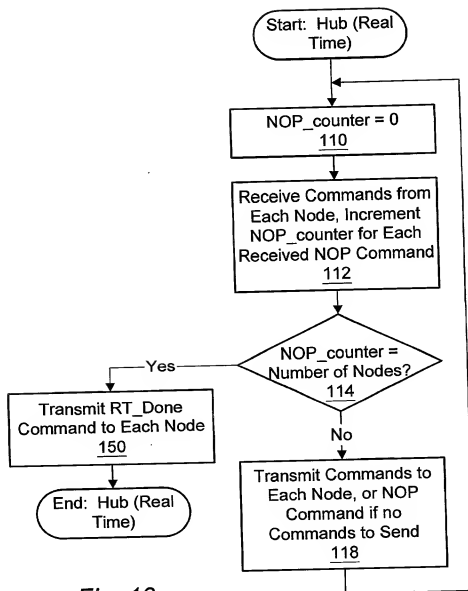 Start: Hub (Real
Time)
NOP_counter = 0
110
Receive Commands from
Each Node, Increment
NOP_counter for Each
Received NOP Command
112
NOP_counter =
Number of Nodes?
114
Yes
Transmit RT_Done
Command to Each Node
150
End: Hub (Real
Time)
No
Transmit Commands to
Each Node, or NOP
Command if no
Commands to Send
118